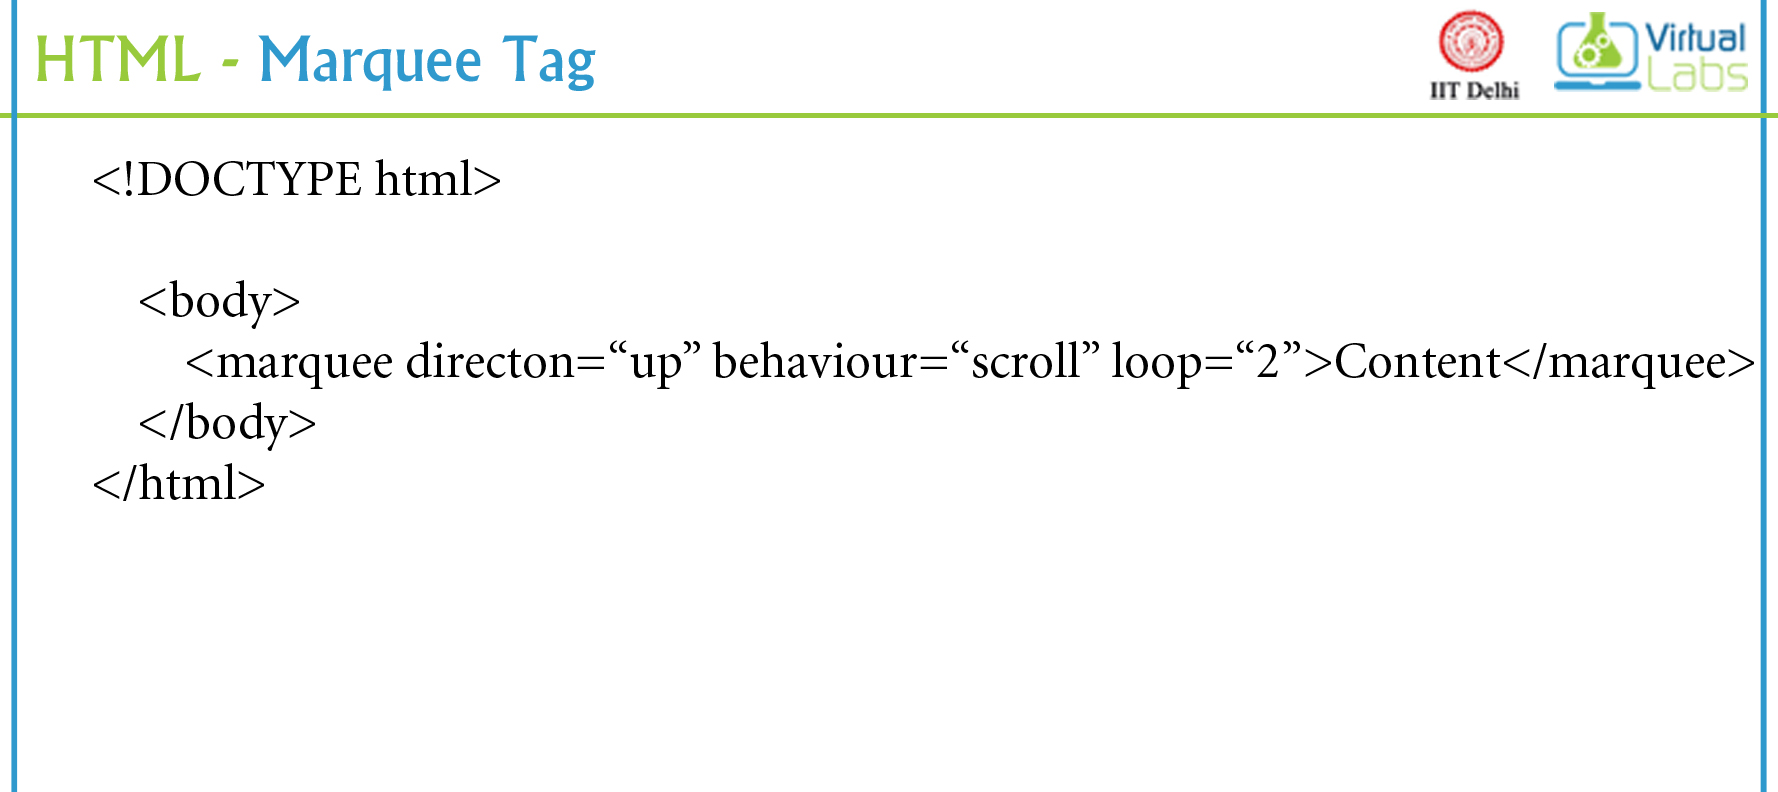 HTML - Marquee Tag
IIT Delhi
Virtual
Labs
<!DOCTYPE html>
<body>
<marquee directon=“up” behaviour=“scroll” loop=“2”>Content</marquee>
</body>
</html>